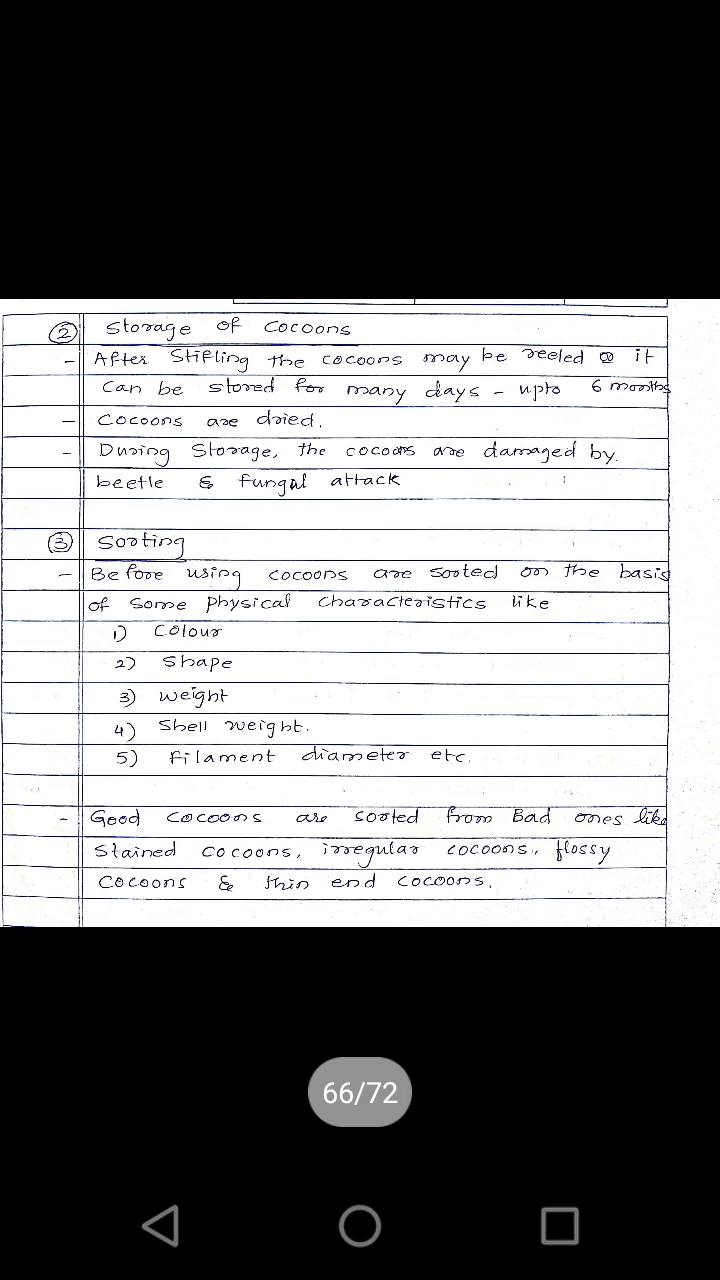 ② Storage of Cocoons
- After Stifling the cocoons may be reeled or it
Can be stored for many days - upto 6 months
- Cocoons are dried.
- During Storage, the cocoons are damaged by.
beetle & fungal attack
③ Sorting
- Before using cocoons are sorted on the basis
of some physical characteristics like
1) Colour
2) Shape
3) weight
4) Shell weight.
5) Filament diameter etc.
- Good cocoons are sorted from Bad ones like
Stained cocoons, irregular cocoons, flossy
Cocoons & thin end cocoons.
66/72